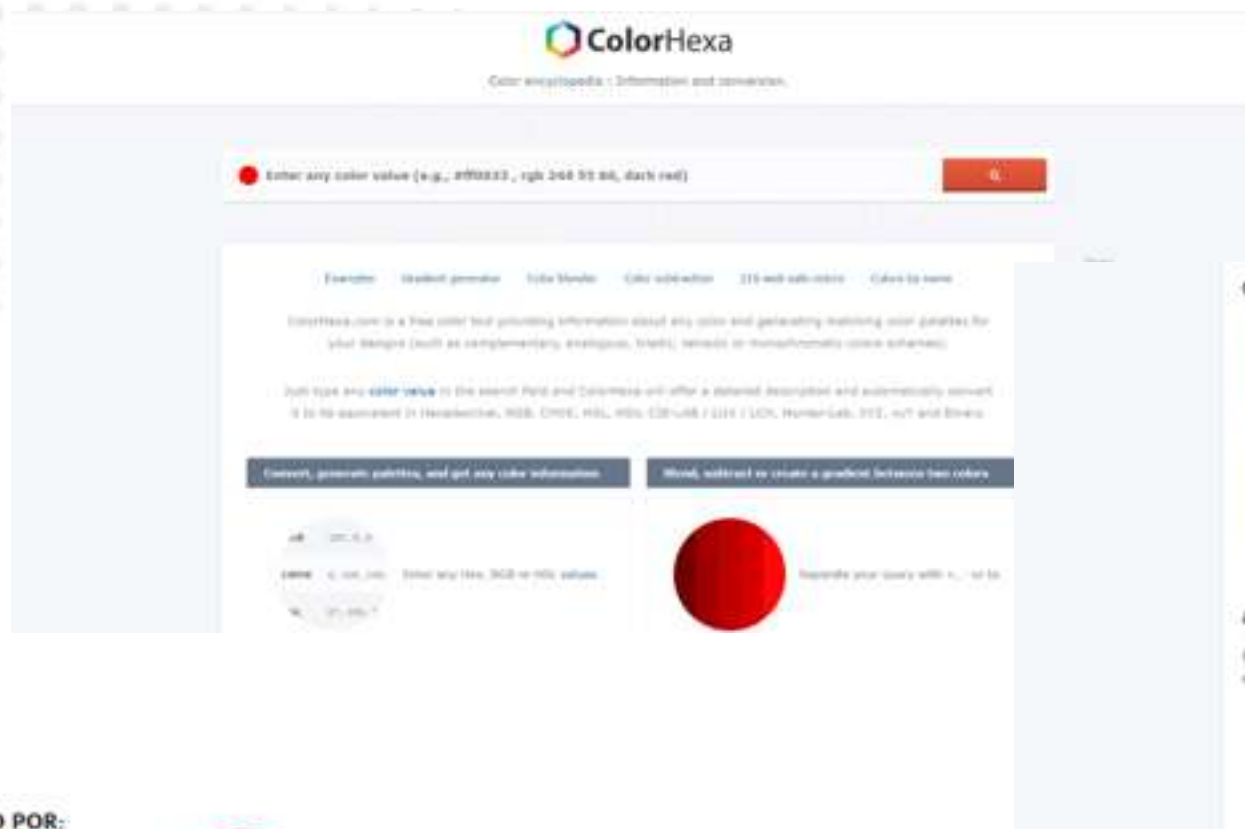 ColorHexa
Color encyclopedia : Information and conversion.
Enter any color value (e.g., rgb dark red)
Examples Gradient generator Color blender Color subtraction 216 web safe colors Colors by name
ColorHexa.com is a free color tool providing information about any color and generating matching color palettes for
your designs (such as complementary, analogous, triadic, tetradic or monochromatic colors schemes).
Just type any color value in the search field and ColorHexa will offer a detailed description and automatically convert
it to its equivalent in Hexadecimal, RGB, CMYK, HSL, HSV, CIE-LAB / LUV / LCH, Hunter-Lab, XYZ, xyY and Binary.
Convert, generate palettes, and get any color information
Blend, subtract or create a gradient between two colors
Enter any Hex, RGB or HSL values
Separate your query with +, - or to
O POR: